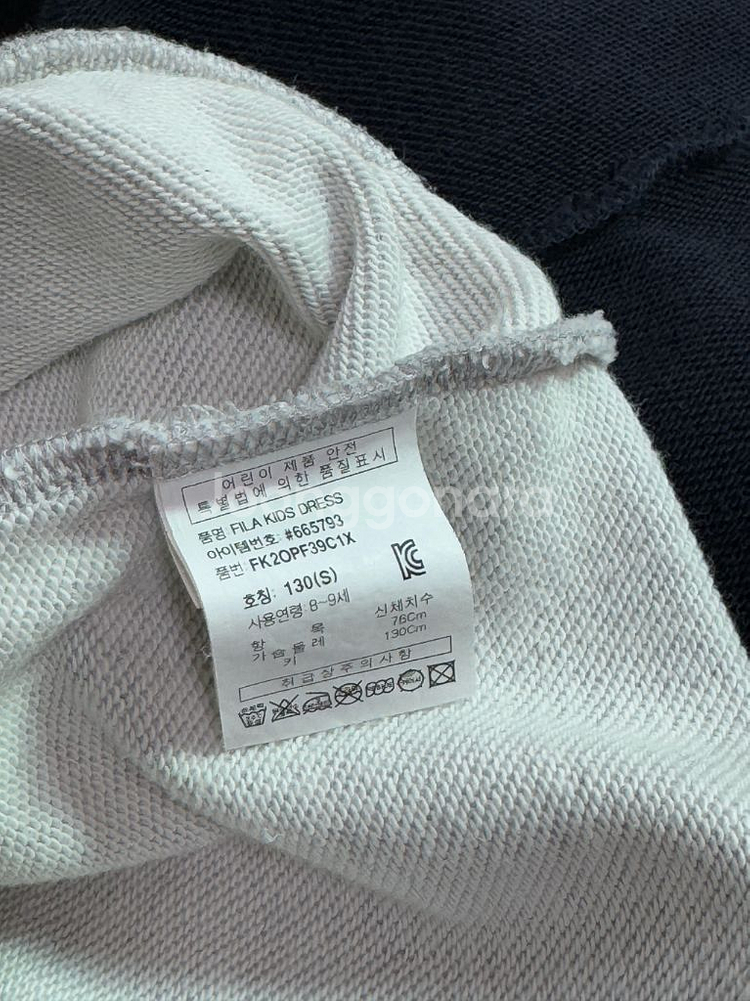 어린이 제품 안전
특별법에 의한 품질표시
품명 FILA KIDS DRESS
아이템번호: #665793
품번: FK2OPF39C1X
호칭: 130(S)
사용연령 8~9세
항 목 신체치수
가슴둘레 76Cm
키 130Cm
취급상주의사항